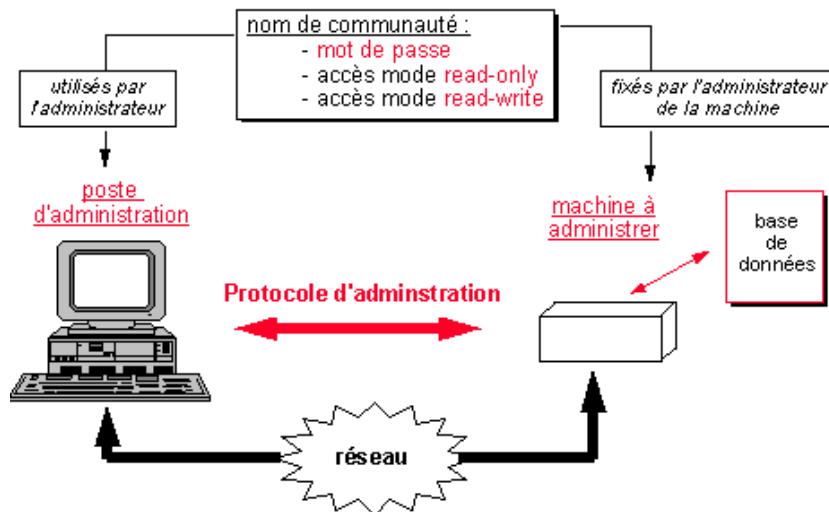 nom de communauté :
- mot de passe
- accès mode read-only
- accès mode read-write
utilisés par
l'administrateur
fixés par l'administrateur
de la machine
poste
d'administration
machine à
administrer
base
de
données
Protocole d'adminstration
réseau